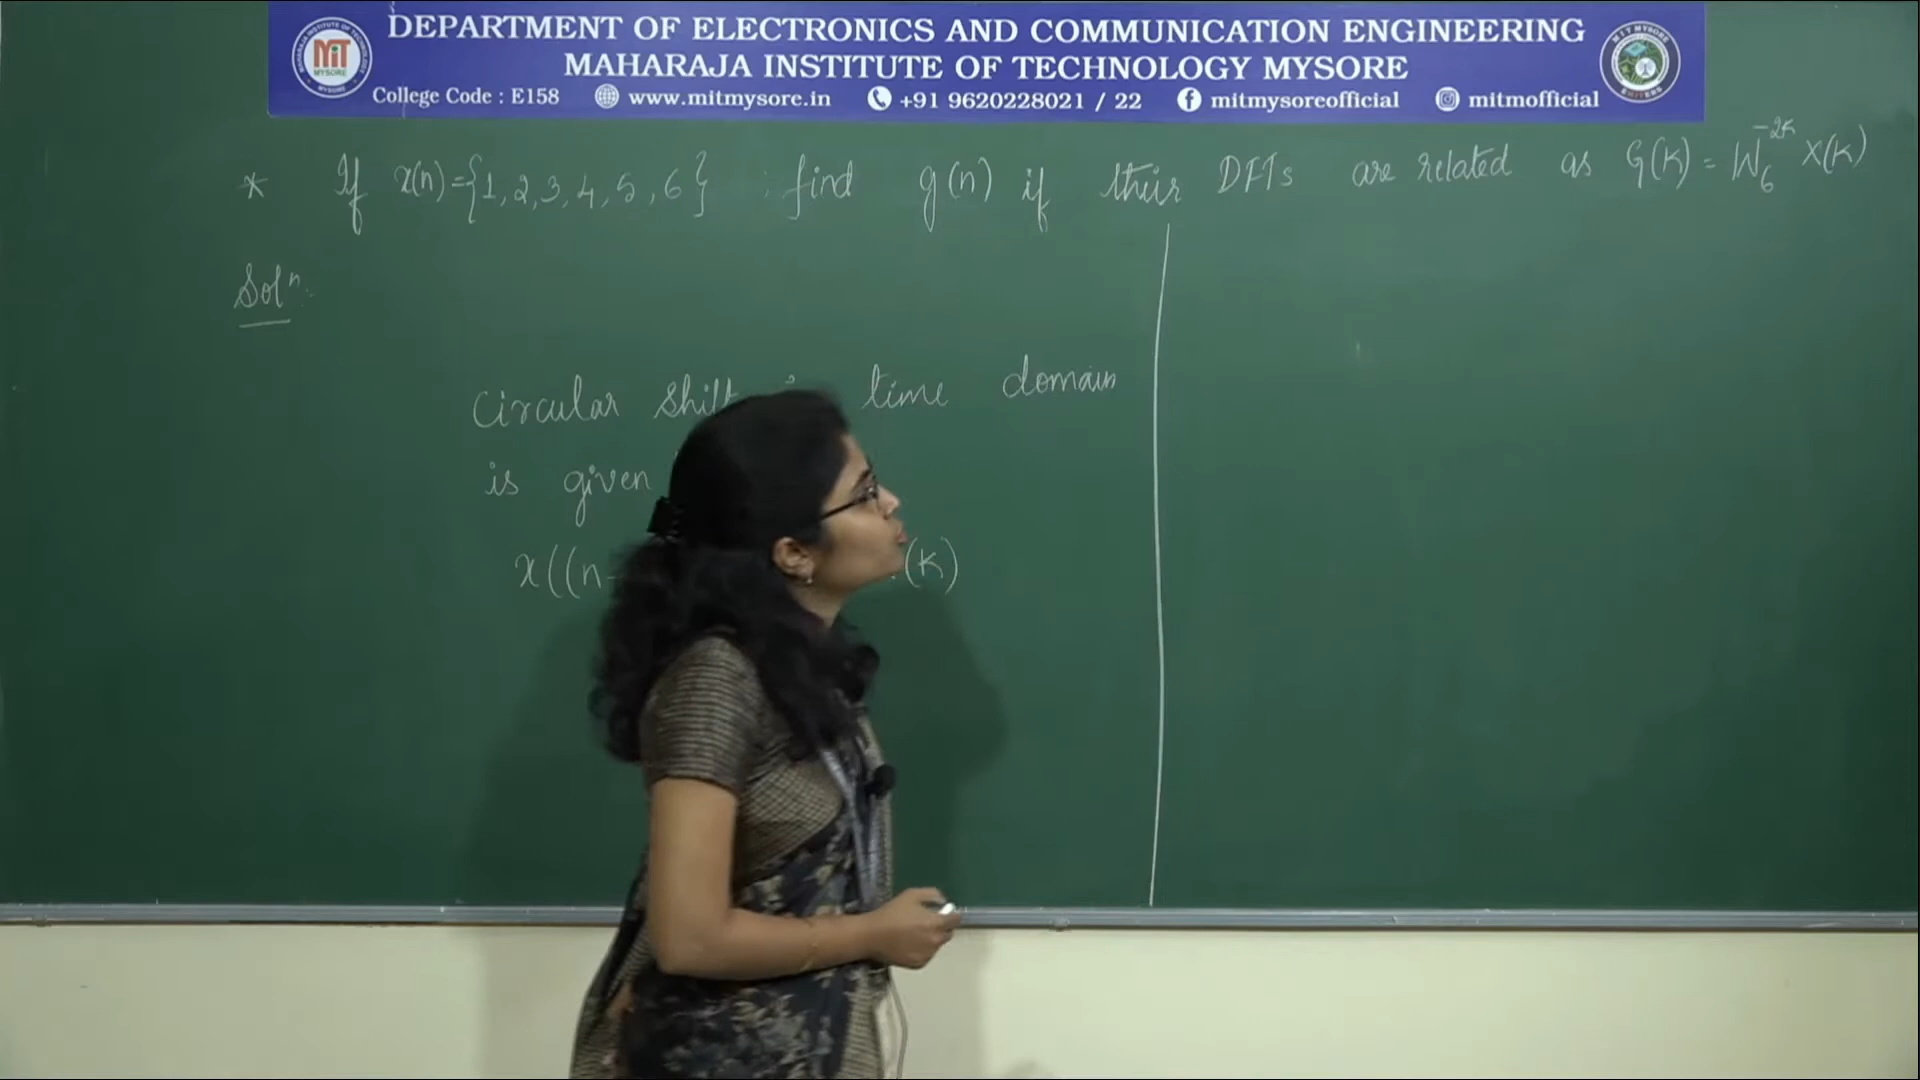 DEPARTMENT OF ELECTRONICS AND COMMUNICATION ENGINEERING
MAHARAJA INSTITUTE OF TECHNOLOGY MYSORE
College Code : E158 www.mitmysore.in +91 9620228021 / 22 mitmysoreofficial mitmofficial
MIT
MYSORE
* If x(n)={1, 2, 3, 4, 5, 6} ; find g(n) if their DFTs are related as G(K) = W₆⁻²ᴷ X(K)
Solⁿ:
Circular shift time domain
is given
x((n- (K)